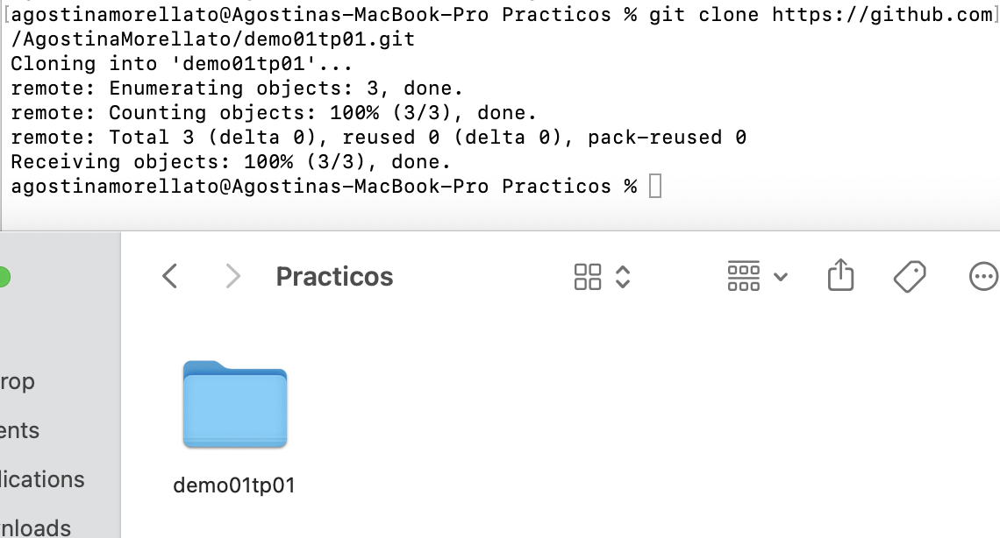 [agostinamorellato@Agostinas-MacBook-Pro Practicos % git clone https://github.com]
/AgostinaMorellato/demo01tp01.git
Cloning into 'demo01tp01'...
remote: Enumerating objects: 3, done.
remote: Counting objects: 100% (3/3), done.
remote: Total 3 (delta 0), reused 0 (delta 0), pack-reused 0
Receiving objects: 100% (3/3), done.
agostinamorellato@Agostinas-MacBook-Pro Practicos %
Practicos
rop
ents
lications
nloads
demo01tp01